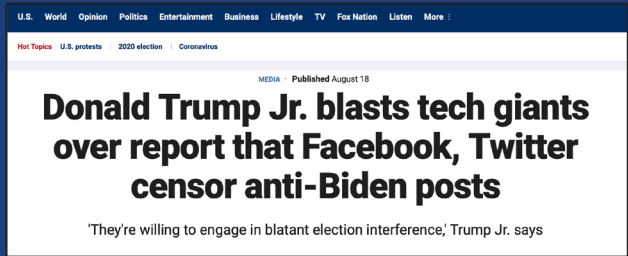 U.S. World Opinion Politics Entertainment Business Lifestyle TV Fox Nation Listen More ⋮
Hot Topics U.S. protests | 2020 election | Coronavirus
MEDIA · Published August 18
Donald Trump Jr. blasts tech giants
over report that Facebook, Twitter
censor anti-Biden posts
'They're willing to engage in blatant election interference,' Trump Jr. says